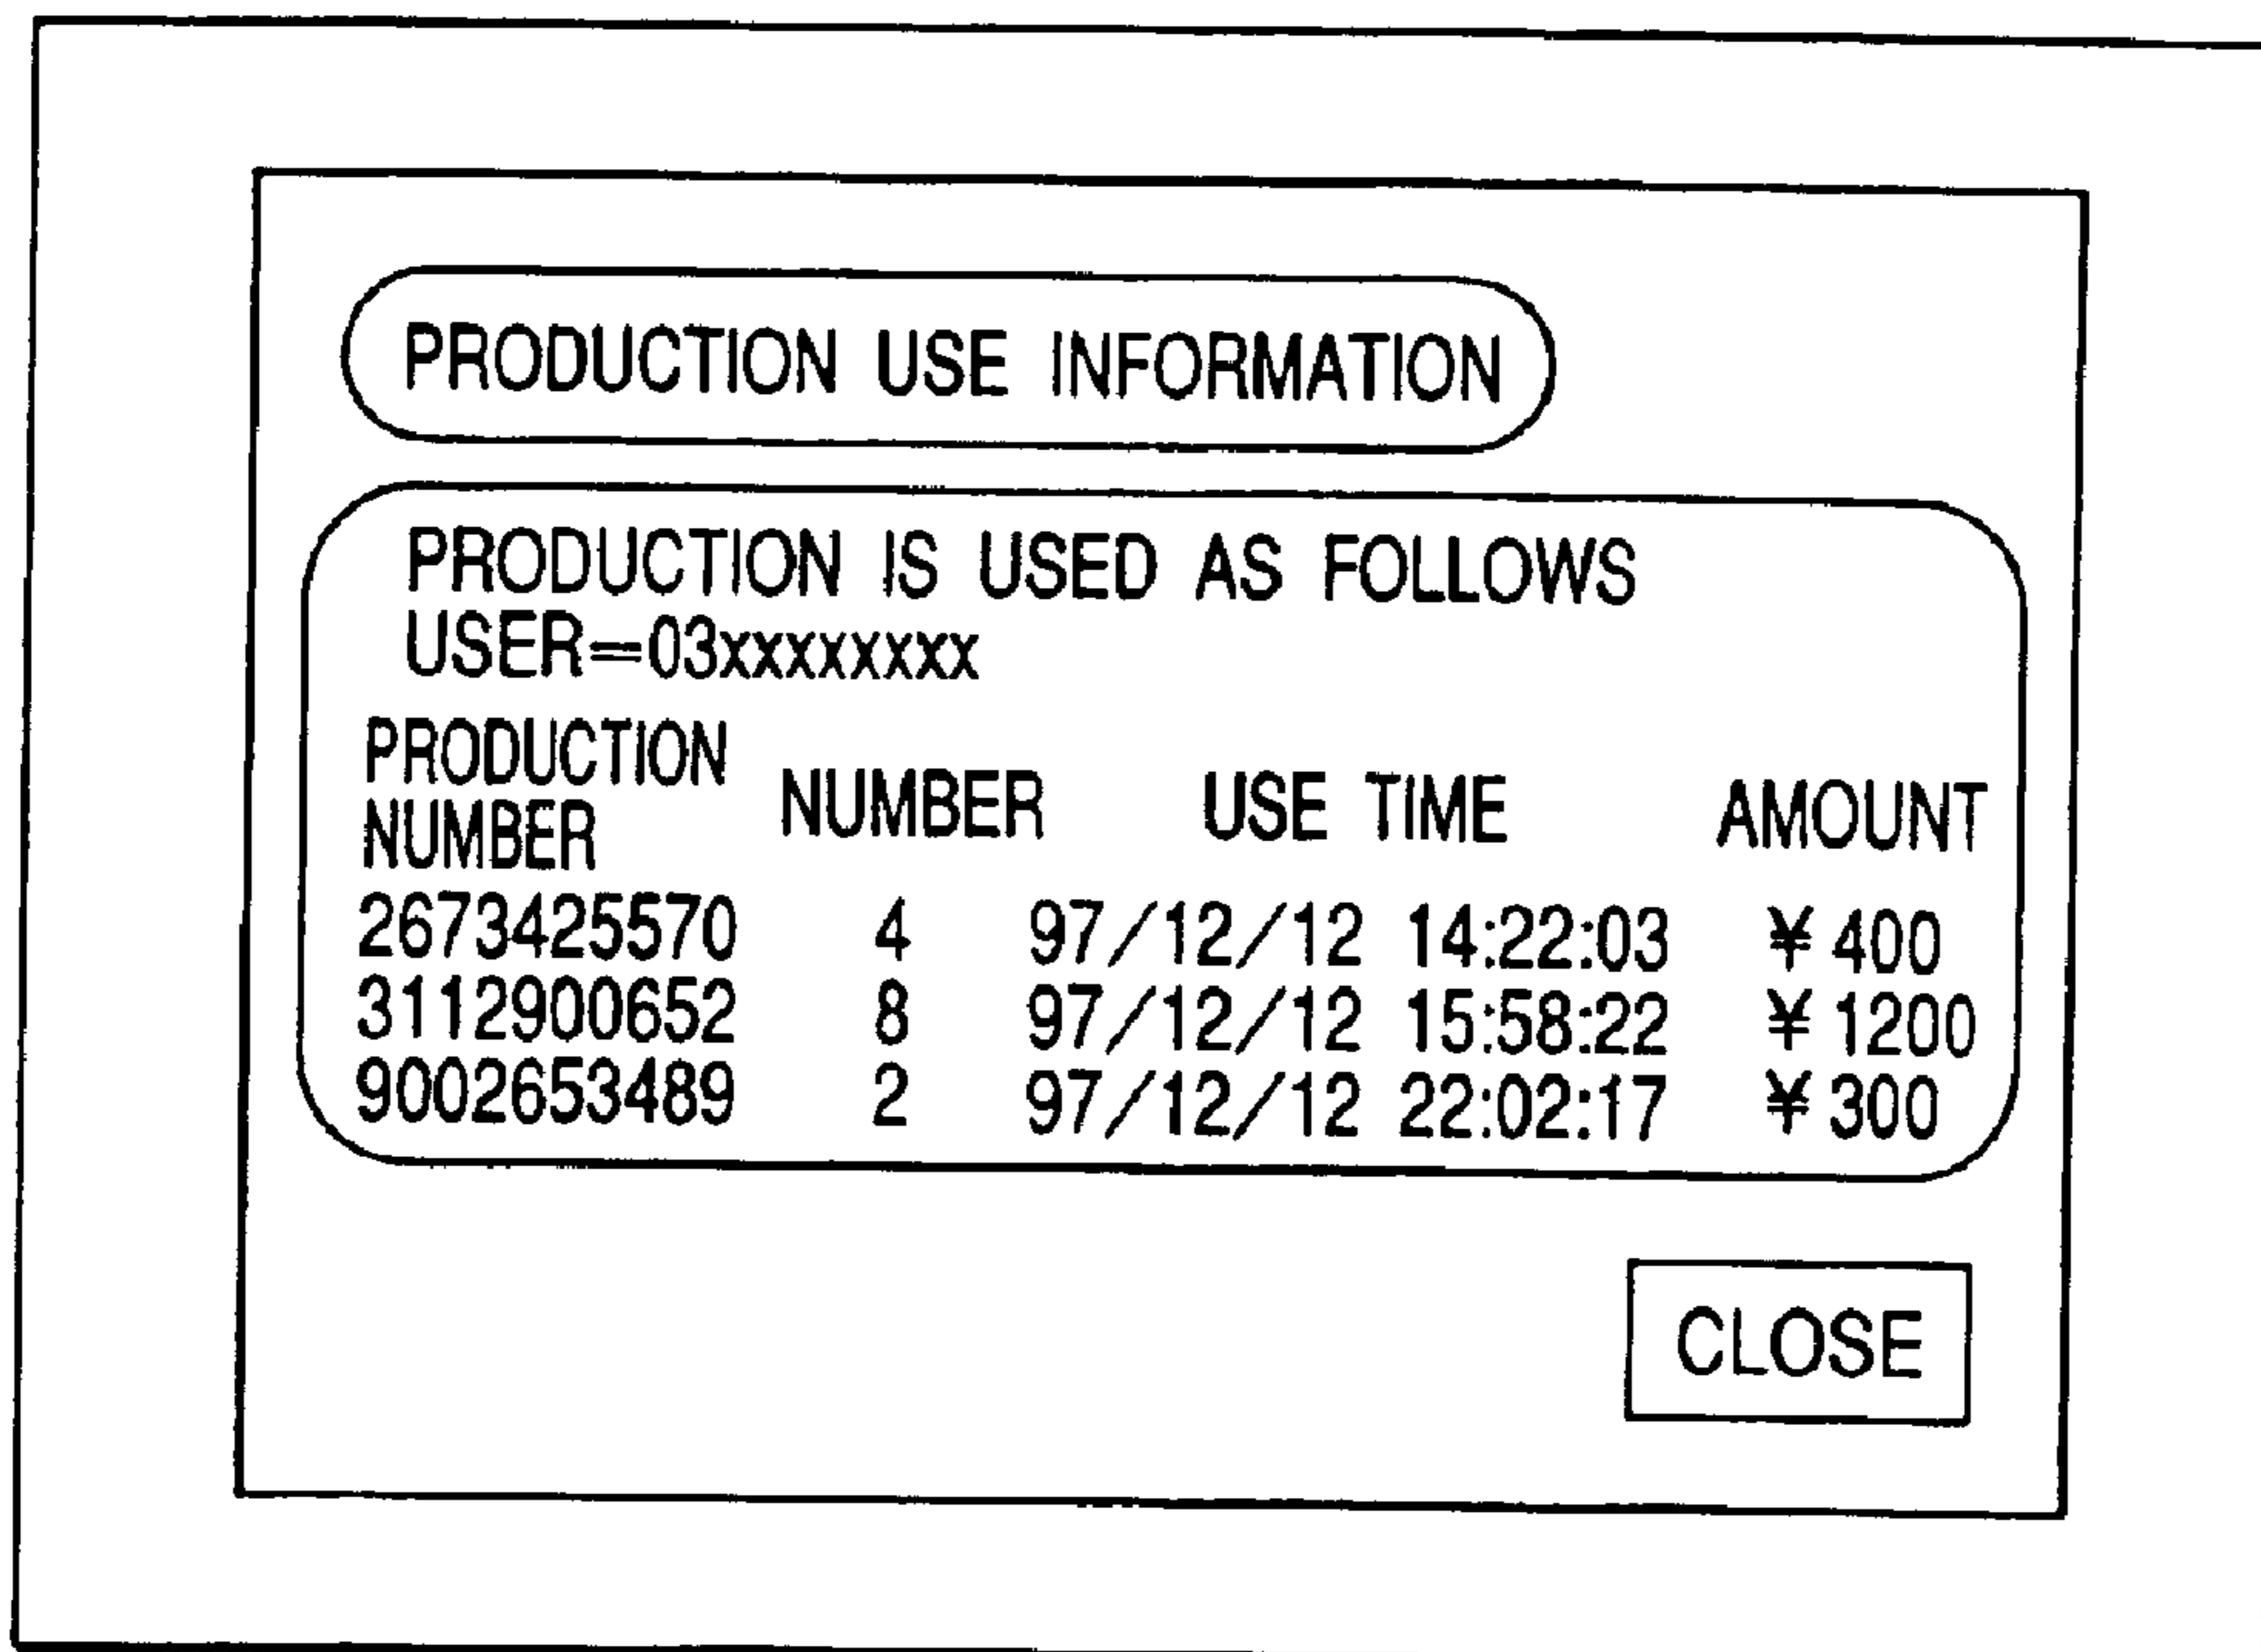 PRODUCTION USE INFORMATION
PRODUCTION IS USED AS FOLLOWS
USER=03xxxxxxxx
PRODUCTION NUMBER NUMBER USE TIME AMOUNT
2673425570 4 97/12/12 14:22:03 ¥400
3112900652 8 97/12/12 15:58:22 ¥1200
9002653489 2 97/12/12 22:02:17 ¥300
CLOSE